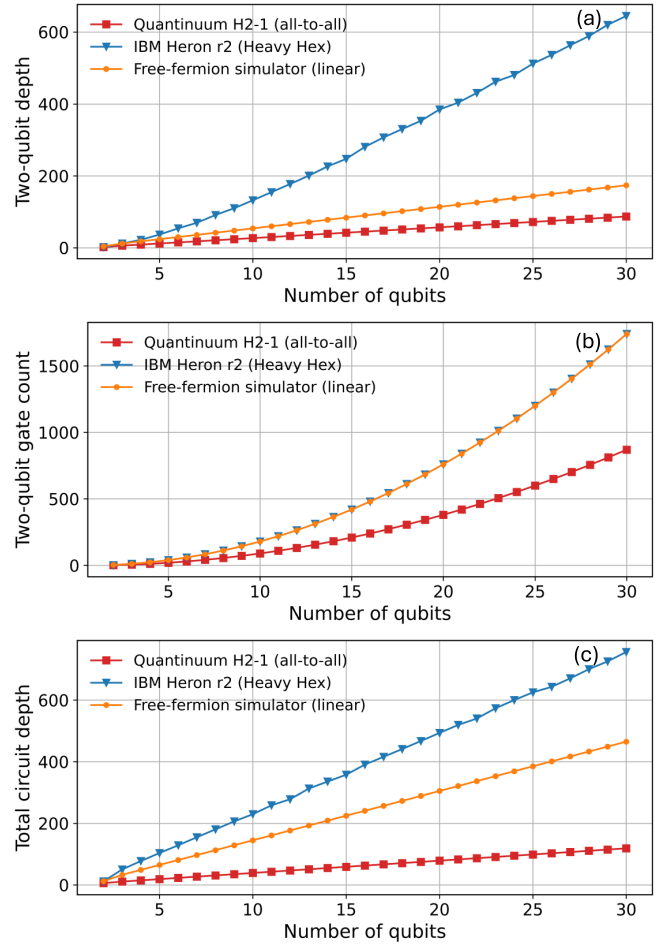 (a)
Quantinuum H2-1 (all-to-all)
IBM Heron r2 (Heavy Hex)
Free-fermion simulator (linear)
Two-qubit depth
600
400
200
0
5 10 15 20 25 30
Number of qubits
(b)
Quantinuum H2-1 (all-to-all)
IBM Heron r2 (Heavy Hex)
Free-fermion simulator (linear)
Two-qubit gate count
1500
1000
500
0
5 10 15 20 25 30
Number of qubits
(c)
Quantinuum H2-1 (all-to-all)
IBM Heron r2 (Heavy Hex)
Free-fermion simulator (linear)
Total circuit depth
600
400
200
0
5 10 15 20 25 30
Number of qubits